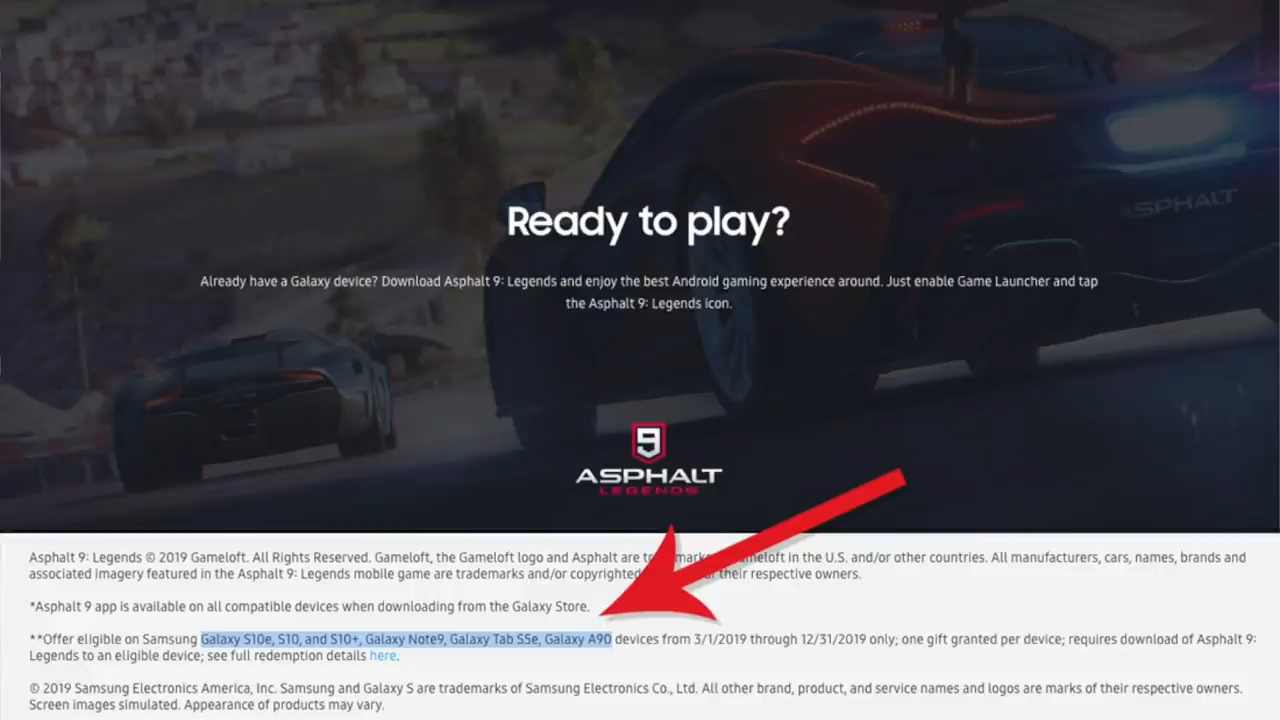 ASPHALT
Ready to play?
Already have a Galaxy device? Download Asphalt 9: Legends and enjoy the best Android gaming experience around. Just enable Game Launcher and tap
the Asphalt 9: Legends icon.
9
ASPHALT
LEGENDS
Asphalt 9: Legends © 2019 Gameloft. All Rights Reserved. Gameloft, the Gameloft logo and Asphalt are in the U.S. and/or other countries. All manufacturers, cars, names, brands and
associated imagery featured in the Asphalt 9: Legends mobile game are trademarks and/or copyrighted their respective owners.
*Asphalt 9 app is available on all compatible devices when downloading from the Galaxy Store.
**Offer eligible on Samsung Galaxy S10e, S10, and S10+, Galaxy Note9, Galaxy Tab S5e, Galaxy A90 devices from 3/1/2019 through 12/31/2019 only; one gift granted per device; requires download of Asphalt 9:
Legends to an eligible device; see full redemption details here.
© 2019 Samsung Electronics America, Inc. Samsung and Galaxy S are trademarks of Samsung Electronics Co., Ltd. All other brand, product, and service names and logos are marks of their respective owners.
Screen images simulated. Appearance of products may vary.